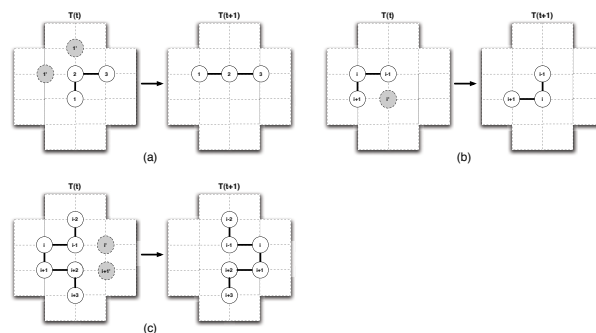 T(t)
T(t+1)
1'
1'
2
3
1
1
2
3
(a)
T(t)
T(t+1)
i
i-1
i+1
i'
i-1
i+1
i
(b)
T(t)
T(t+1)
i-2
i
i-1
i'
i+1
i+2
i+1'
i+3
i-2
i-1
i
i+2
i+1
i+3
(c)